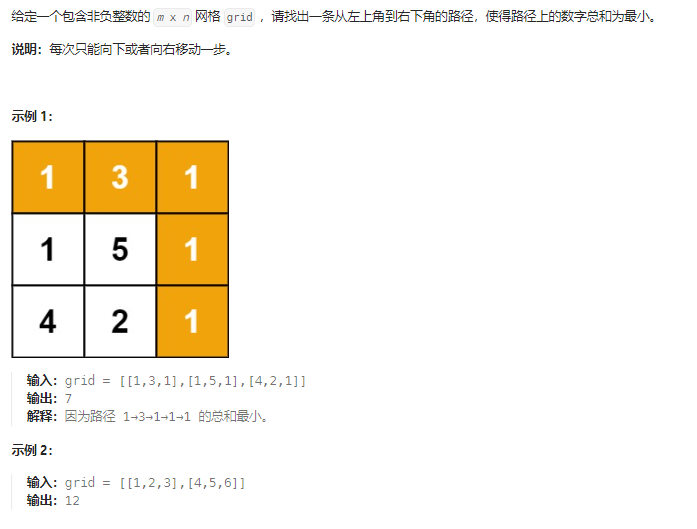 给定一个包含非负整数的 m x n 网格 grid ，请找出一条从左上角到右下角的路径，使得路径上的数字总和为最小。
说明：每次只能向下或者向右移动一步。
示例 1：
1 3 1
1 5 1
4 2 1
输入：grid = [[1,3,1],[1,5,1],[4,2,1]]
输出：7
解释：因为路径 1→3→1→1→1 的总和最小。
示例 2：
输入：grid = [[1,2,3],[4,5,6]]
输出：12